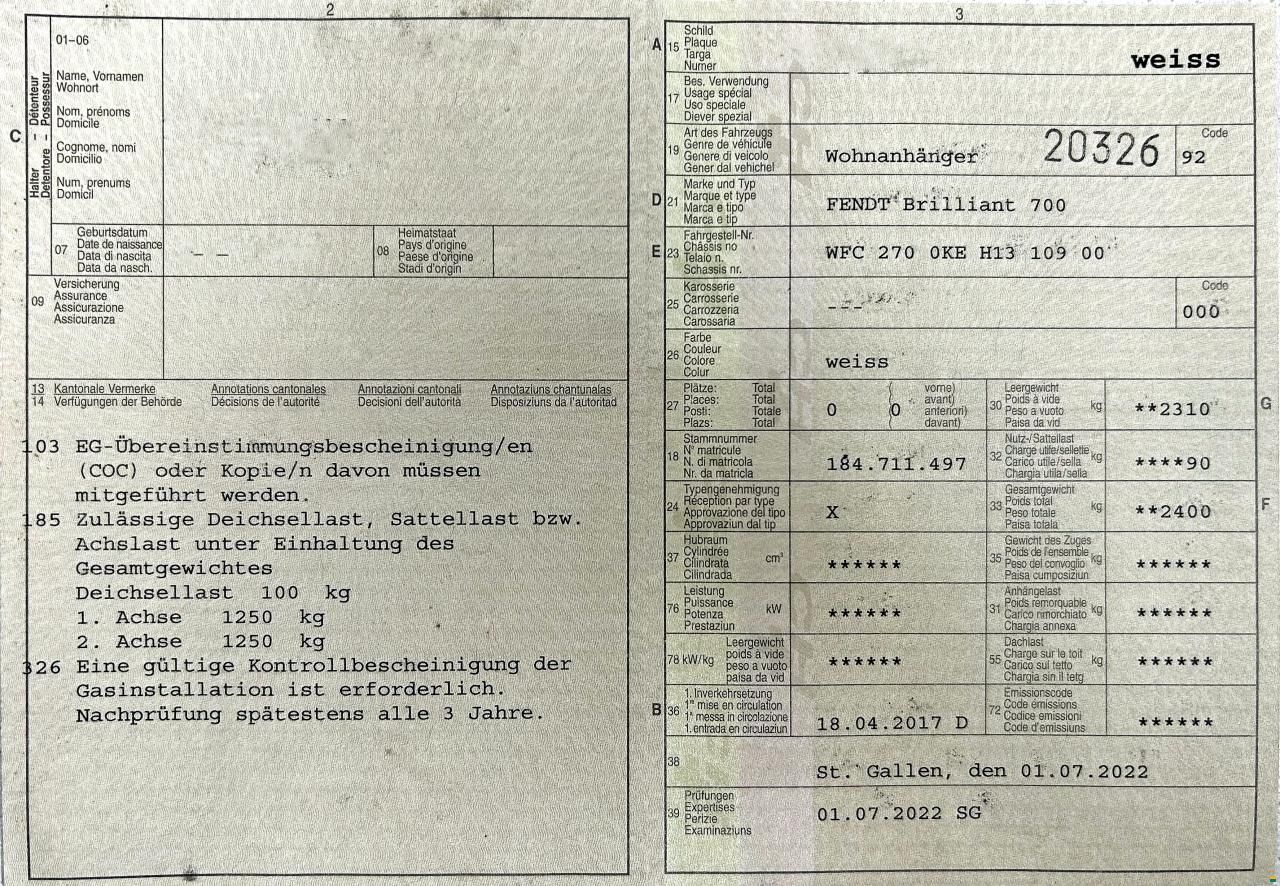 2
01-06
Name, Vornamen
Wohnort
Nom, prénoms
Domicile
Cognome, nomi
Domicilio
Num, prenums
Domicil
C
Halter – Détenteur
Detentore – Possessur
07
Geburtsdatum
Date de naissance
Data di nascita
Data da nasch.
— —
08
Heimatstaat
Pays d'origine
Paese d'origine
Stadi d'origin
09
Versicherung
Assurance
Assicurazione
Assicuranza
13 Kantonale Vermerke Annotations cantonales Annotazioni cantonali Annotaziuns chantunalas
14 Verfügungen der Behörde Décisions de l'autorité Decisioni dell'autorità Disposiziuns da l'autoritad
103 EG-Übereinstimmungsbescheinigung/en
(COC) oder Kopie/n davon müssen
mitgeführt werden.
185 Zulässige Deichsellast, Sattellast bzw.
Achslast unter Einhaltung des
Gesamtgewichtes
Deichsellast 100 kg
1. Achse 1250 kg
2. Achse 1250 kg
326 Eine gültige Kontrollbescheinigung der
Gasinstallation ist erforderlich.
Nachprüfung spätestens alle 3 Jahre.
3
A 15
Schild
Plaque
Targa
Numer
weiss
17
Bes. Verwendung
Usage spécial
Uso speciale
Diever spezial
19
Art des Fahrzeugs
Genre de véhicule
Genere di veicolo
Gener dal vehichel
Wohnanhänger 20326
Code
92
D 21
Marke und Typ
Marque et type
Marca e tipo
Marca e tip
FENDT Brilliant 700
E 23
Fahrgestell-Nr.
Châssis no
Telaio n.
Schassis nr.
WFC 270 0KE H13 109 00
25
Karosserie
Carrosserie
Carrozzeria
Carossaria
---
Code
000
26
Farbe
Couleur
Colore
Colur
weiss
27
Plätze: Total
Places: Total
Posti: Totale
Plazs: Total
0 0
( vorne)
( avant)
( anteriori)
( davant)
30
Leergewicht
Poids à vide
Peso a vuoto
Paisa da vid
kg
**2310
G
18
Stammnummer
N° matricule
N. di matricola
Nr. da matricla
184.711.497
32
Nutz-/Sattellast
Charge utile/sellette
Carico utile/sella
Chargia utila/sella
kg
****90
24
Typengenehmigung
Réception par type
Approvazione del tipo
Approvaziun dal tip
X
33
Gesamtgewicht
Poids total
Peso totale
Paisa totala
kg
**2400
F
37
Hubraum
Cylindrée
Cilindrata
Cilindrada
cm³
******
35
Gewicht des Zuges
Poids de l'ensemble
Peso del convoglio
Paisa cumposiziun
kg
******
76
Leistung
Puissance
Potenza
Prestaziun
kW
******
31
Anhängelast
Poids remorquable
Carico rimorchiato
Chargia annexa
kg
******
78 kW/kg
Leergewicht
poids à vide
peso a vuoto
paisa da vid
******
55
Dachlast
Charge sur le toit
Carico sul tetto
Chargia sin il tetg
kg
******
B 36
1. Inverkehrsetzung
1re mise en circulation
1a messa in circolazione
1. entrada en circulaziun
18.04.2017 D
72
Emissionscode
Code émissions
Codice emissioni
Code d'emissiuns
******
38
St. Gallen, den 01.07.2022
39
Prüfungen
Expertises
Perizie
Examinaziuns
01.07.2022 SG